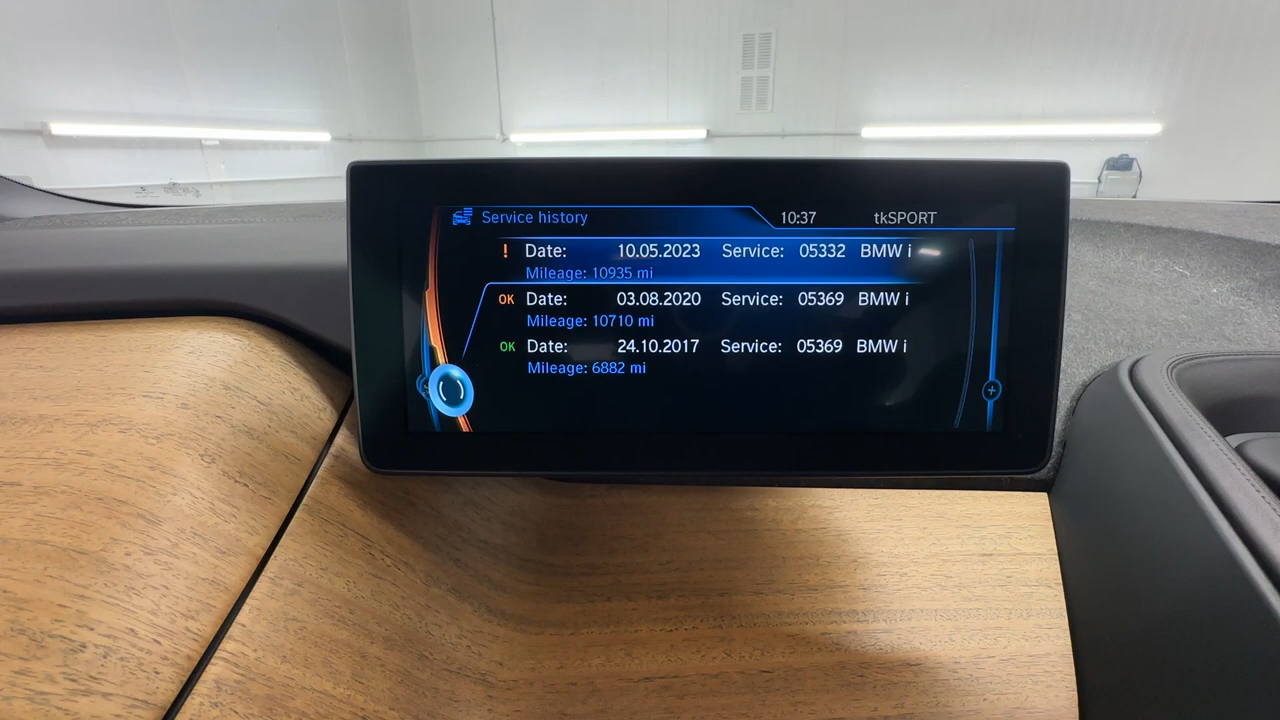 Service history 10:37 tkSPORT
! Date: 10.05.2023 Service: 05332 BMW i
Mileage: 10935 mi
OK Date: 03.08.2020 Service: 05369 BMW i
Mileage: 10710 mi
OK Date: 24.10.2017 Service: 05369 BMW i
Mileage: 6882 mi